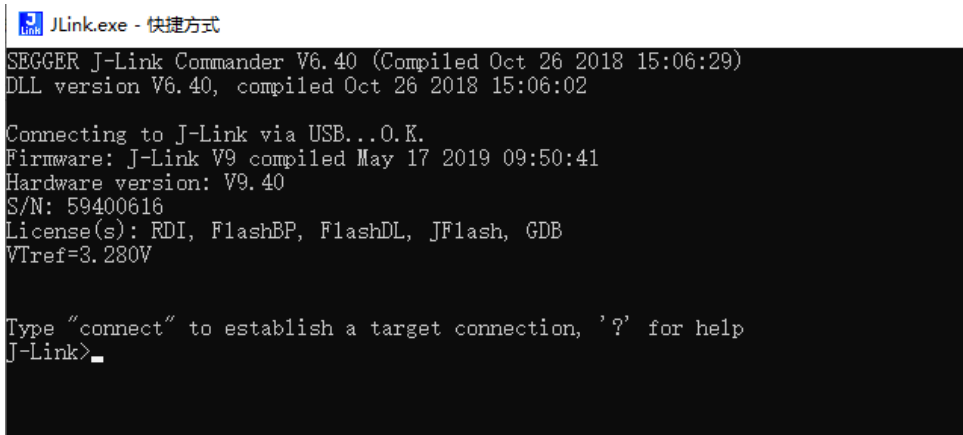 J Link JLink.exe - 快捷方式
SEGGER J-Link Commander V6.40 (Compiled Oct 26 2018 15:06:29)
DLL version V6.40, compiled Oct 26 2018 15:06:02
Connecting to J-Link via USB...O.K.
Firmware: J-Link V9 compiled May 17 2019 09:50:41
Hardware version: V9.40
S/N: 59400616
License(s): RDI, FlashBP, FlashDL, JFlash, GDB
VTref=3.280V
Type "connect" to establish a target connection, '?' for help
J-Link>